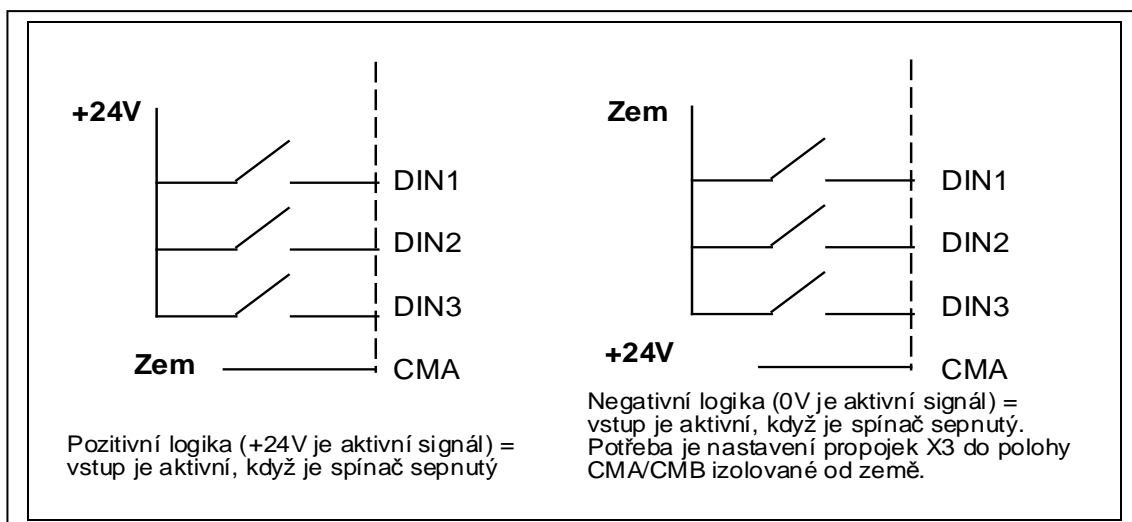 +24V
DIN1
DIN2
DIN3
Zem
CMA
Pozitivní logika (+24V je aktivní signál) =
vstup je aktivní, když je spínač sepnutý
Zem
DIN1
DIN2
DIN3
+24V
CMA
Negativní logika (0V je aktivní signál) =
vstup je aktivní, když je spínač sepnutý.
Potřeba je nastavení propojek X3 do polohy
CMA/CMB izolované od země.